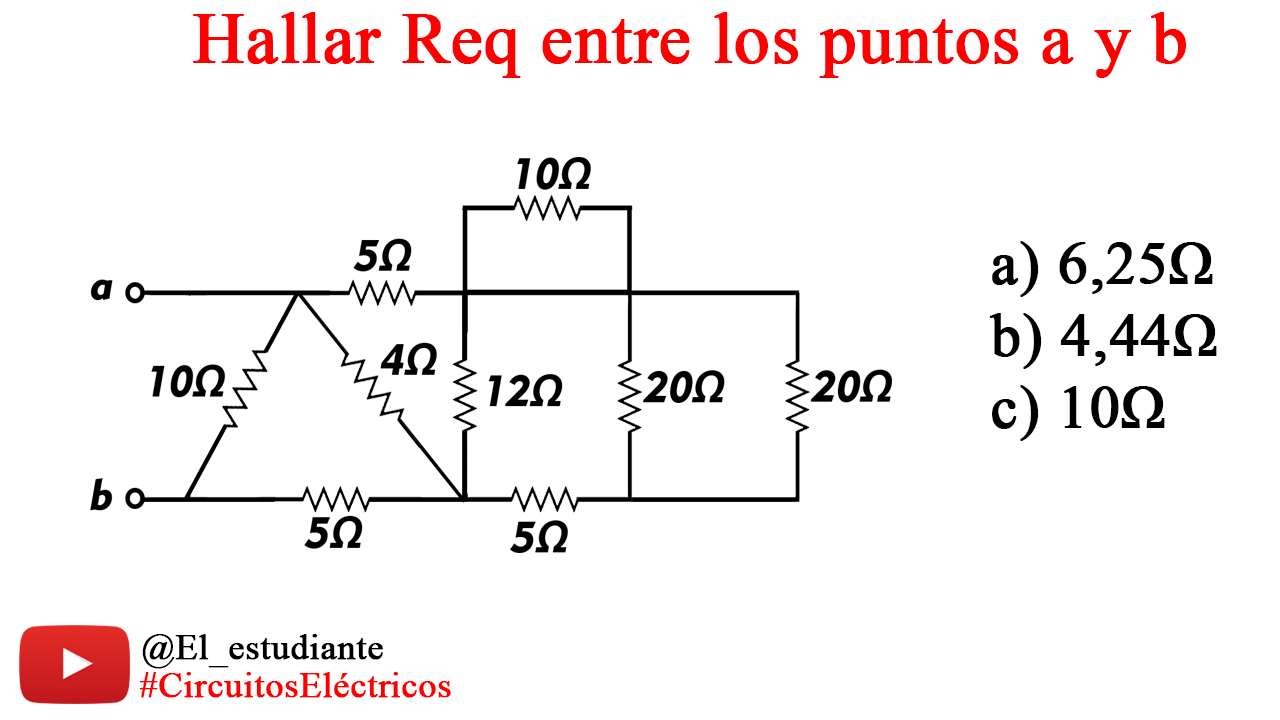 Hallar Req entre los puntos a y b
10Ω
5Ω
a
10Ω
4Ω
12Ω
20Ω
20Ω
b
5Ω
5Ω
a) 6,25Ω
b) 4,44Ω
c) 10Ω
@El_estudiante
#CircuitosEléctricos